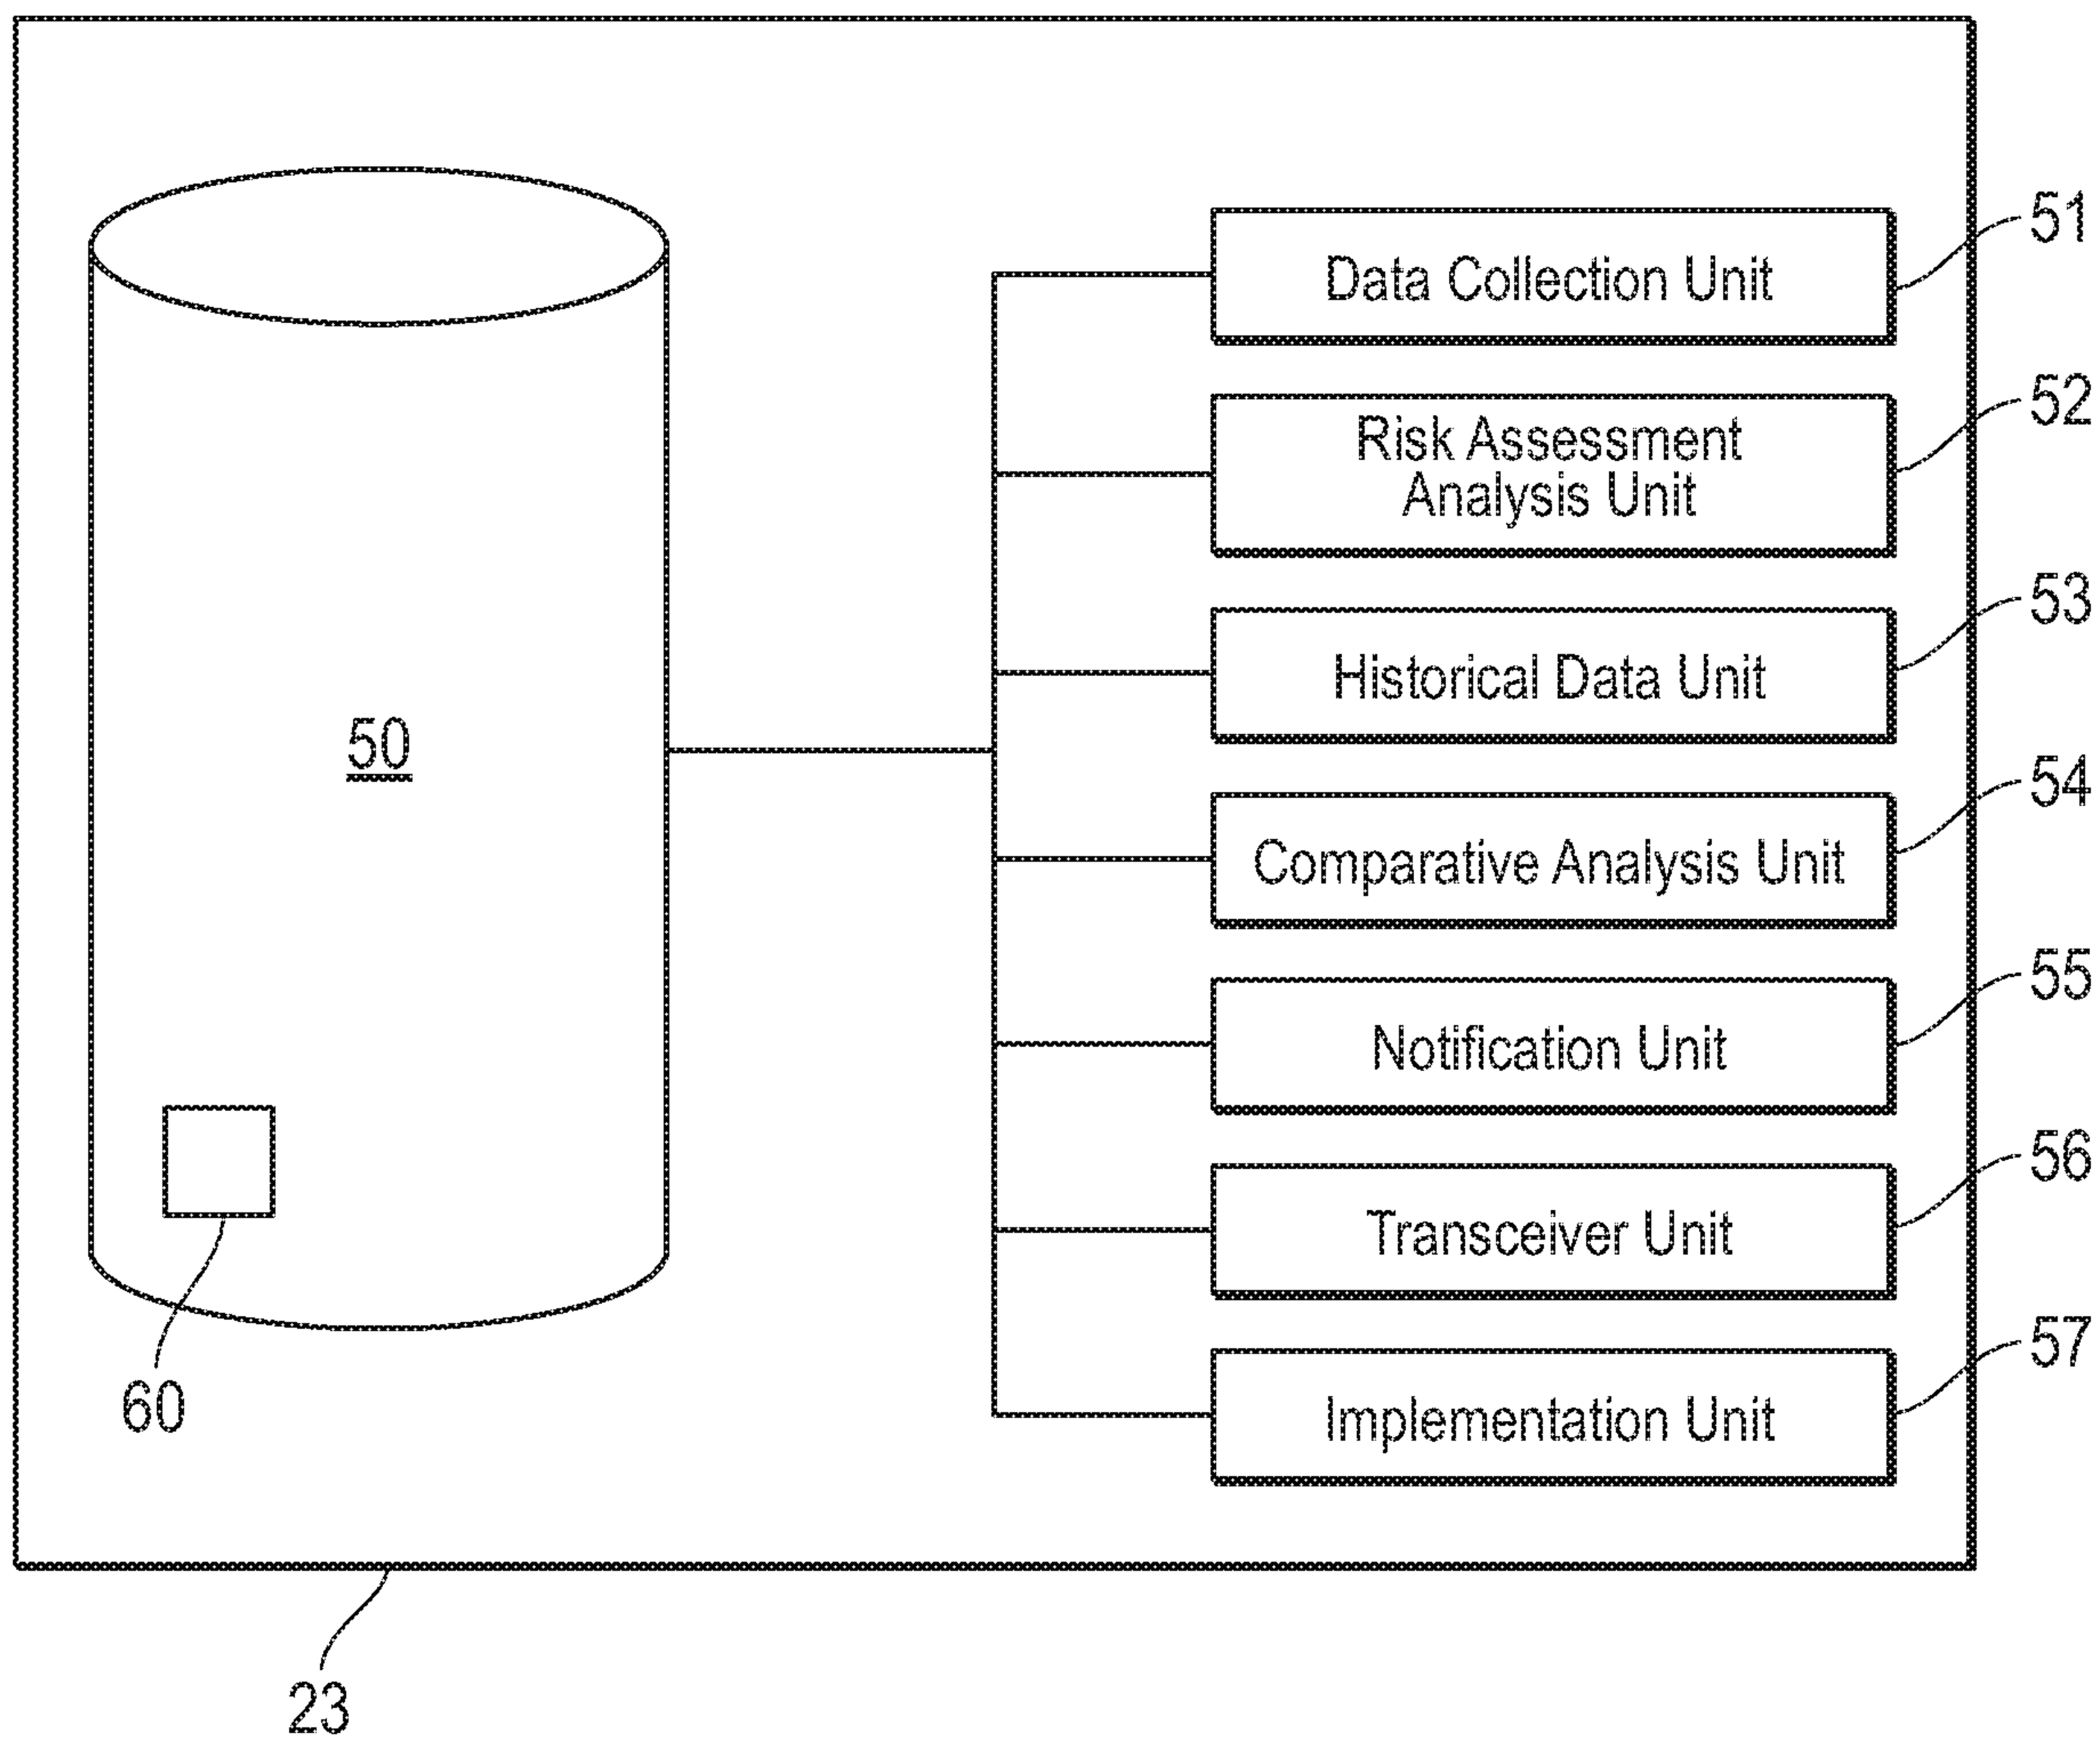 51
Data Collection Unit
52
Risk Assessment
Analysis Unit
53
Historical Data Unit
50
54
Comparative Analysis Unit
55
Notification Unit
56
Transceiver Unit
57
60
Implementation Unit
23